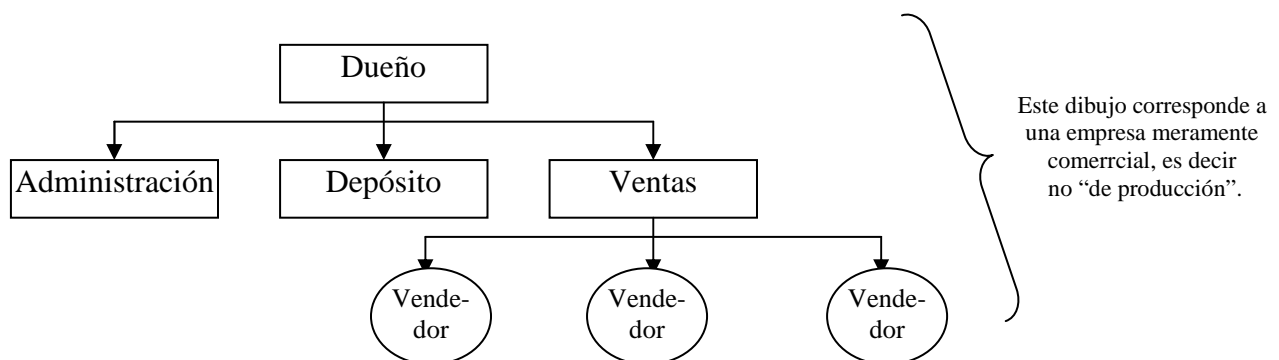 Dueño
Este dibujo corresponde a
una empresa meramente
comerrcial, es decir
no “de producción”.
Administración
Depósito
Ventas
Vende-
dor
Vende-
dor
Vende-
dor